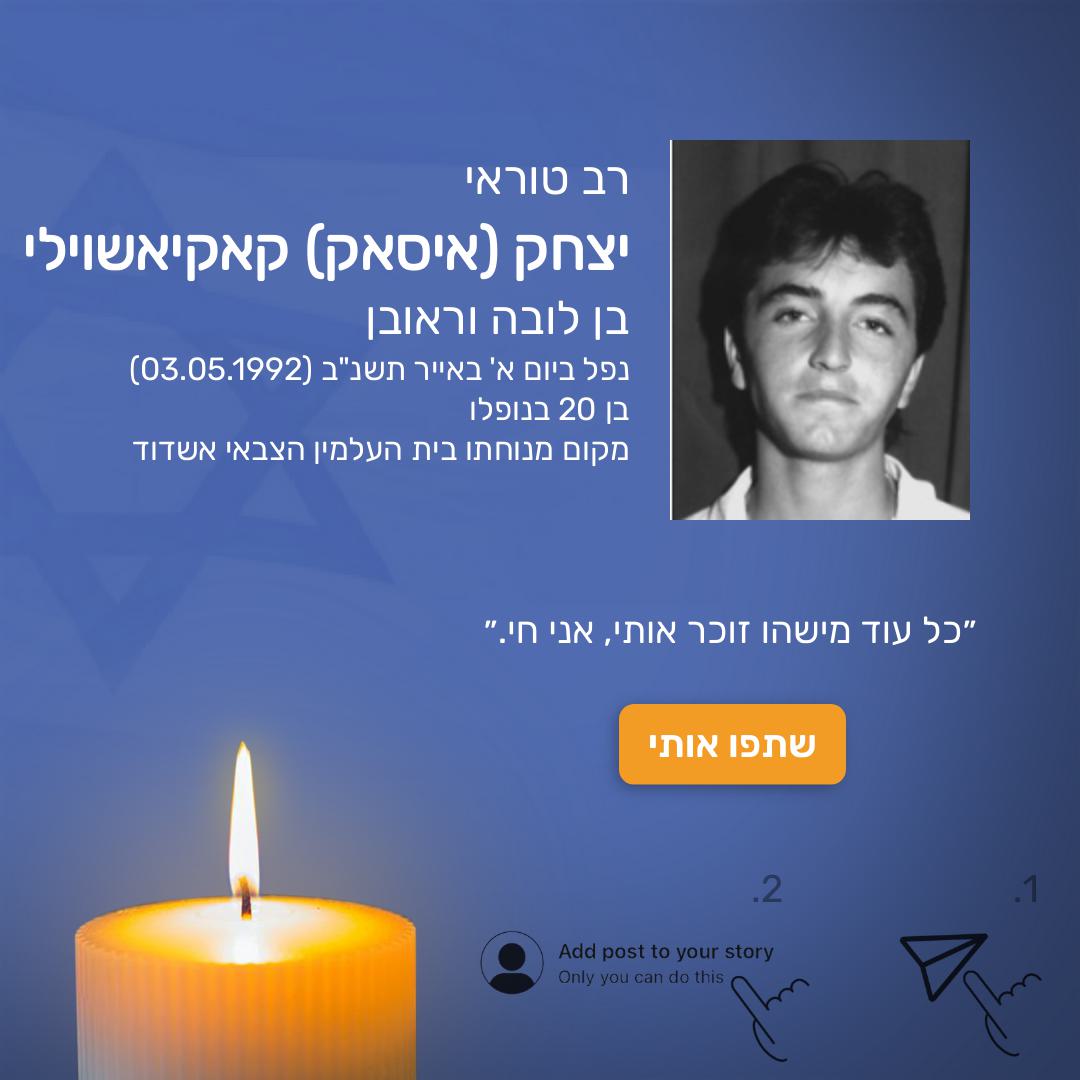 רב טוראי
יצחק (איסאק) קאקיאשוילי
בן לובה וראובן
נפל ביום א' באייר תשנ"ב (03.05.1992)
בן 20 בנופלו
מקום מנוחתו בית העלמין הצבאי אשדוד
״כל עוד מישהו זוכר אותי, אני חי.״
שתפו אותי
1.
2.
Add post to your story
Only you can do this